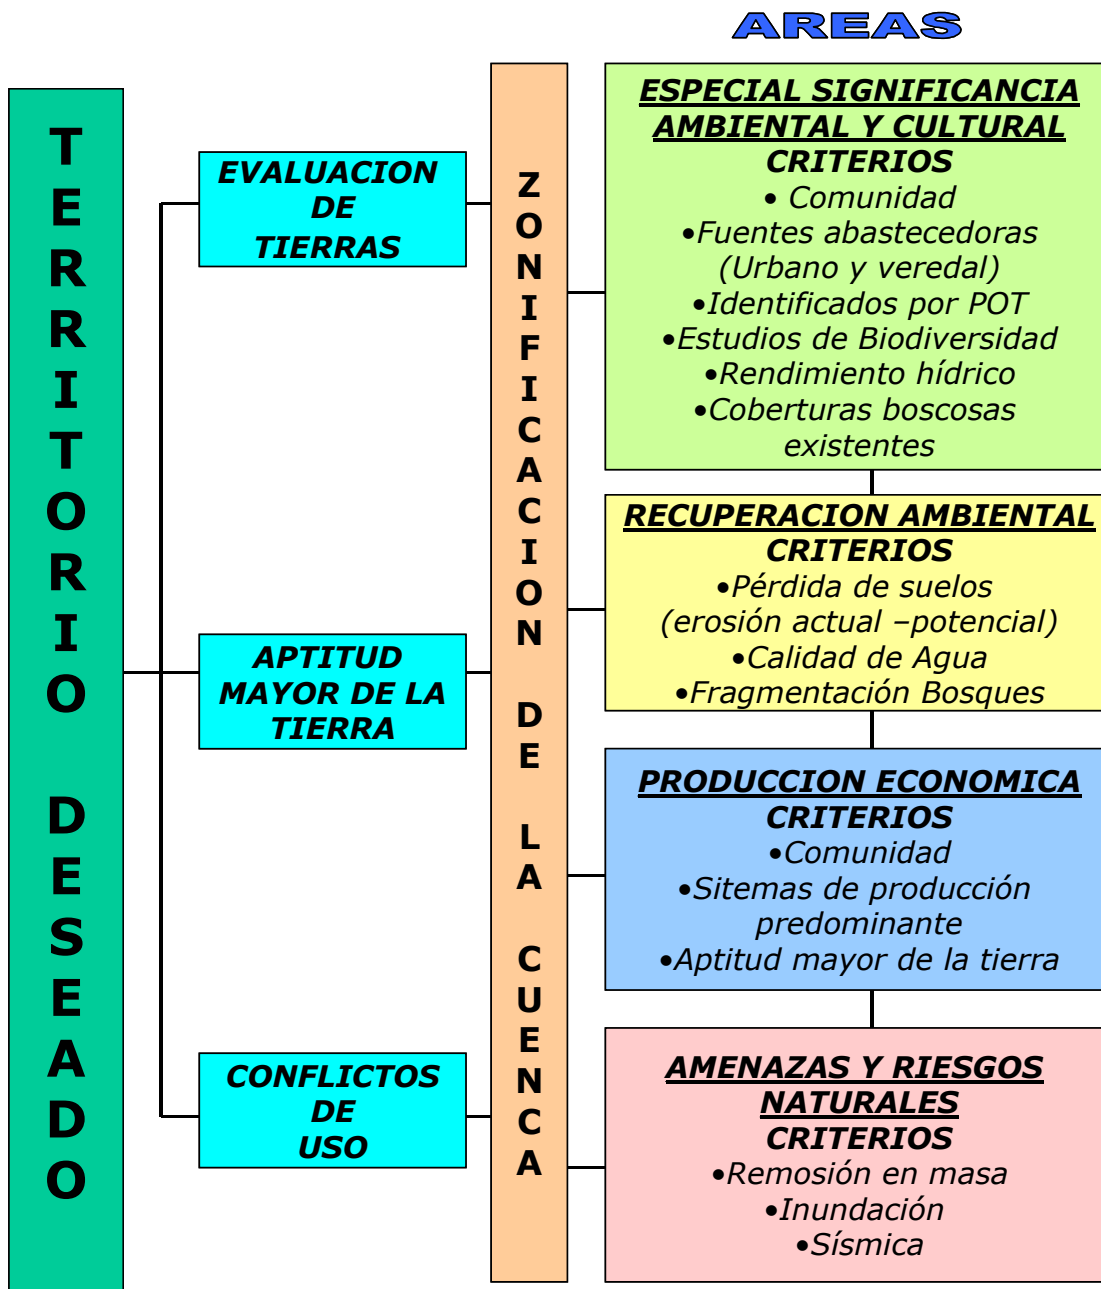 AREAS
TERRITORIO DESEADO
EVALUACION
DE
TIERRAS
APTITUD
MAYOR DE LA
TIERRA
CONFLICTOS
DE
USO
ZONIFICACION DE LA CUENCA
ESPECIAL SIGNIFICANCIA
AMBIENTAL Y CULTURAL
CRITERIOS
• Comunidad
•Fuentes abastecedoras
(Urbano y veredal)
•Identificados por POT
•Estudios de Biodiversidad
•Rendimiento hídrico
•Coberturas boscosas
existentes
RECUPERACION AMBIENTAL
CRITERIOS
•Pérdida de suelos
(erosión actual –potencial)
•Calidad de Agua
•Fragmentación Bosques
PRODUCCION ECONOMICA
CRITERIOS
•Comunidad
•Sitemas de producción
predominante
•Aptitud mayor de la tierra
AMENAZAS Y RIESGOS
NATURALES
CRITERIOS
•Remosión en masa
•Inundación
•Sísmica